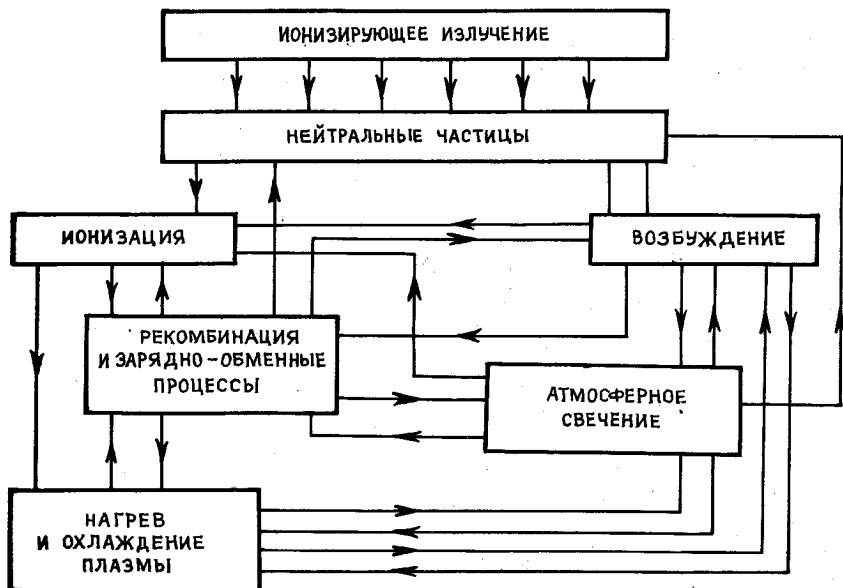 ИОНИЗИРУЮЩЕЕ ИЗЛУЧЕНИЕ
НЕЙТРАЛЬНЫЕ ЧАСТИЦЫ
ИОНИЗАЦИЯ
ВОЗБУЖДЕНИЕ
РЕКОМБИНАЦИЯ
И ЗАРЯДНО-ОБМЕННЫЕ
ПРОЦЕССЫ
АТМОСФЕРНОЕ
СВЕЧЕНИЕ
НАГРЕВ
И ОХЛАЖДЕНИЕ
ПЛАЗМЫ